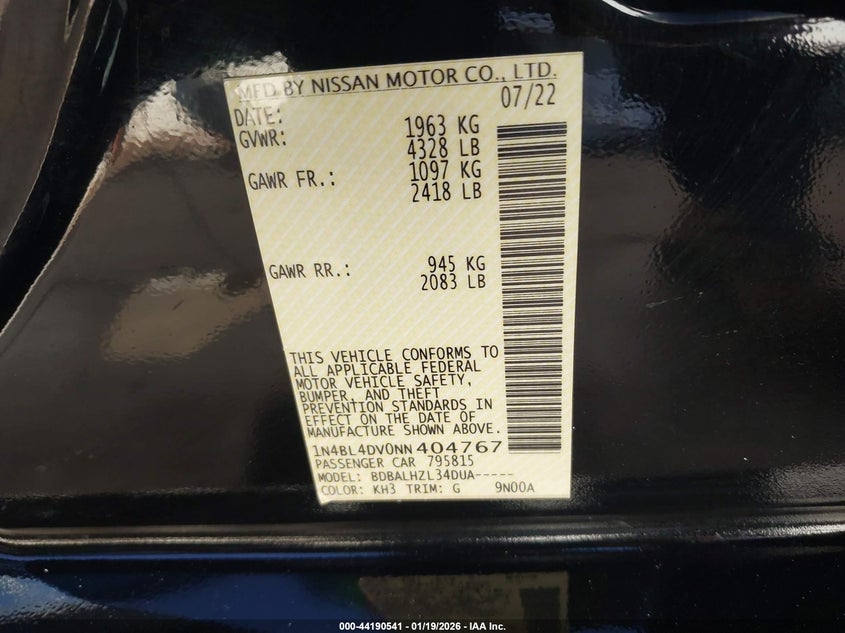 MFD BY NISSAN MOTOR CO., LTD.
DATE: 07/22
GVWR: 1963 KG
4328 LB
GAWR FR.: 1097 KG
2418 LB
GAWR RR.: 945 KG
2083 LB
THIS VEHICLE CONFORMS TO
ALL APPLICABLE FEDERAL
MOTOR VEHICLE SAFETY,
BUMPER, AND THEFT
PREVENTION STANDARDS IN
EFFECT ON THE DATE OF
MANUFACTURE SHOWN ABOVE.
1N4BL4DV0NN404767
PASSENGER CAR 795815
MODEL: BDBALHZL34DUA-----
COLOR: KH3 TRIM: G 9N00A
000-44190541 - 01/19/2026 - IAA Inc.